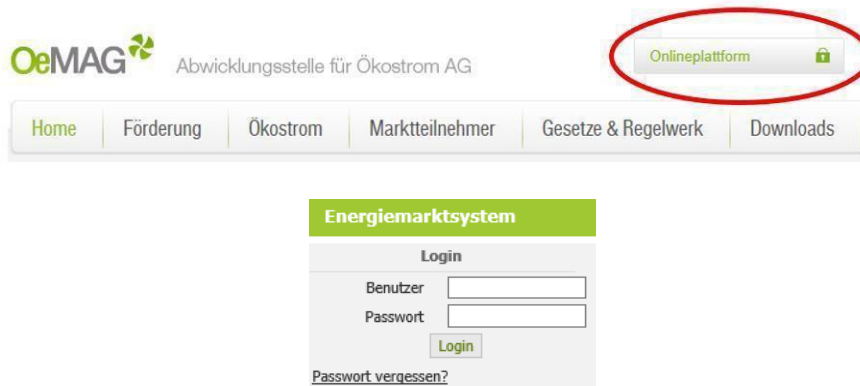 OeMAG Abwicklungsstelle für Ökostrom AG
Onlineplattform
Home Förderung Ökostrom Marktteilnehmer Gesetze & Regelwerk Downloads
Energiemarktsystem
Login
Benutzer
Passwort
Login
Passwort vergessen?